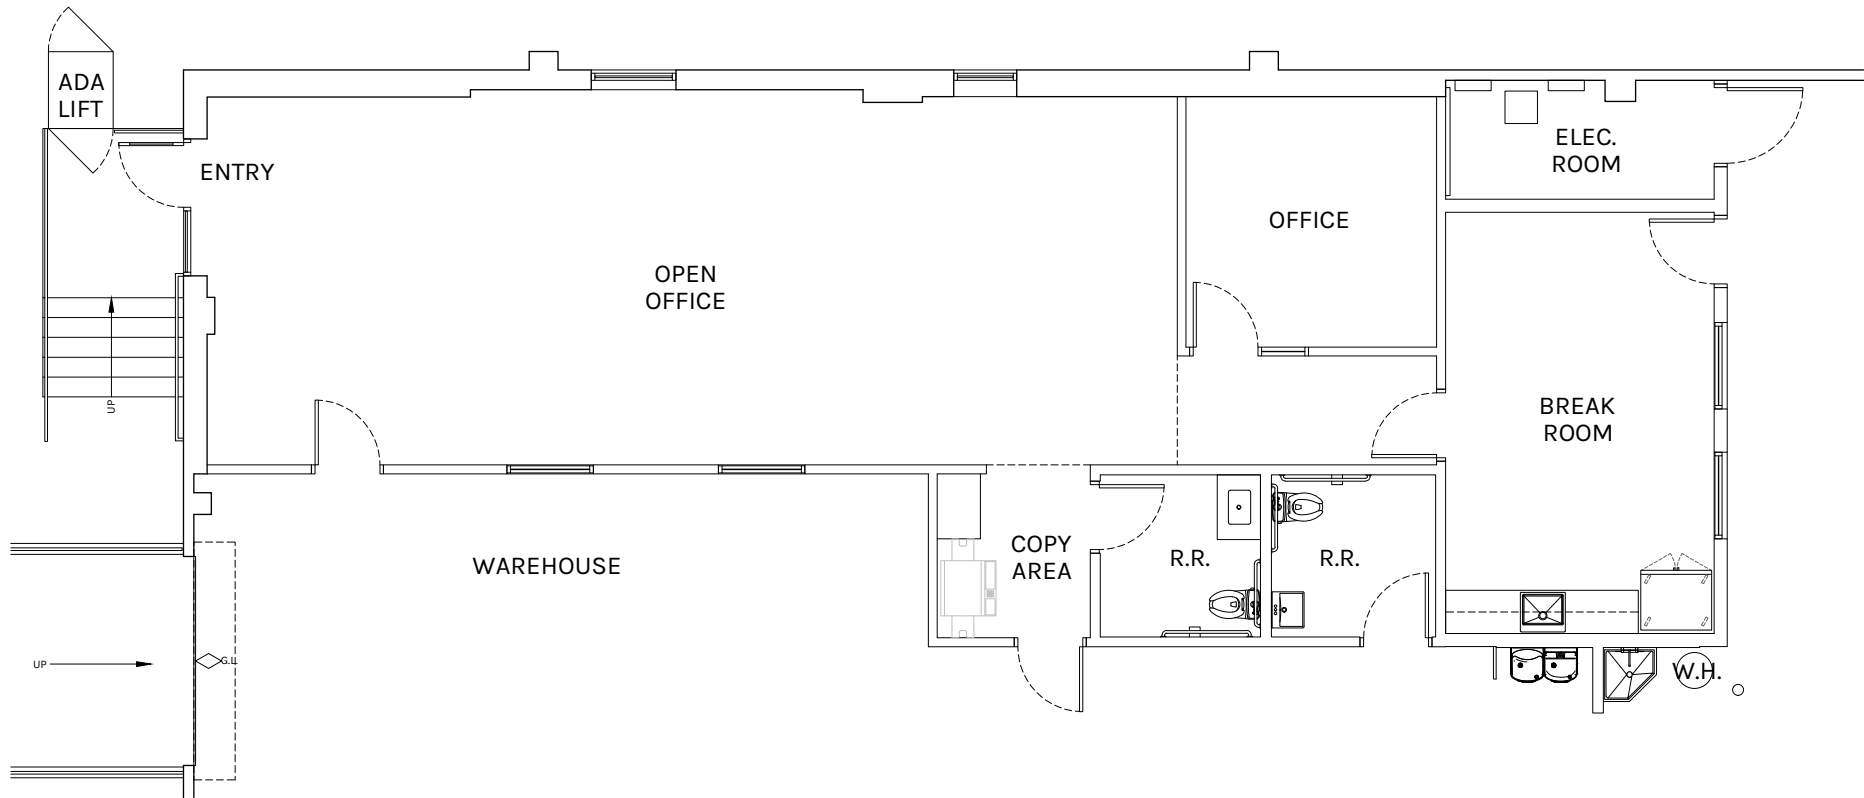 ADA
LIFT
ENTRY
ELEC.
ROOM
OFFICE
OPEN
OFFICE
UP
BREAK
ROOM
WAREHOUSE
COPY
AREA
R.R.
R.R.
UP
G.L.
W.H.